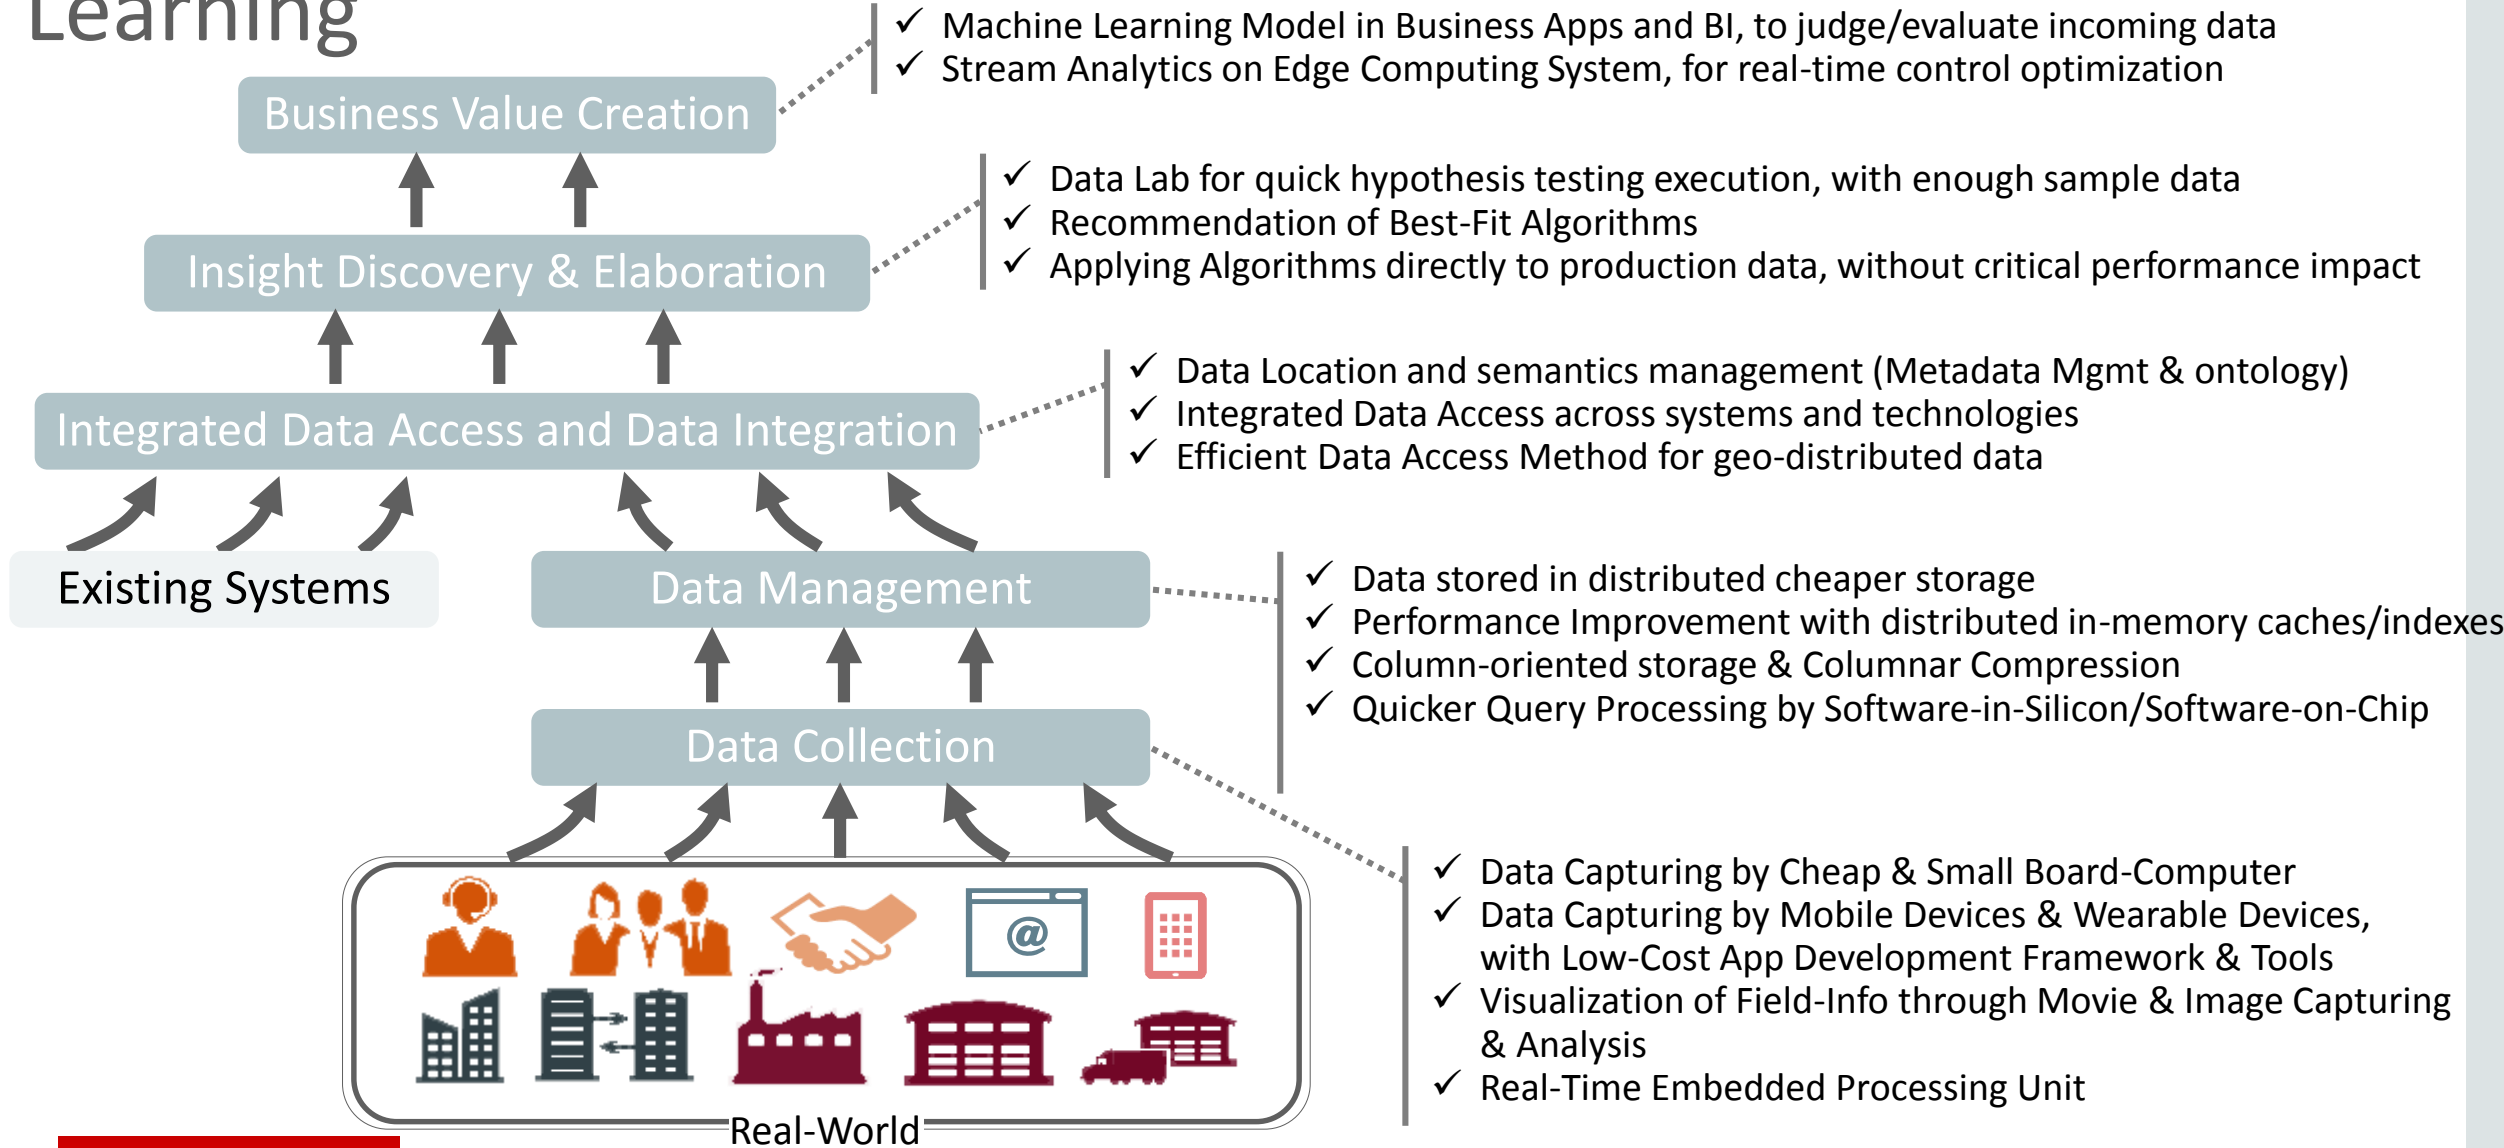 Learning
✓ Machine Learning Model in Business Apps and BI, to judge/evaluate incoming data
✓ Stream Analytics on Edge Computing System, for real-time control optimization
Business Value Creation
✓ Data Lab for quick hypothesis testing execution, with enough sample data
✓ Recommendation of Best-Fit Algorithms
✓ Applying Algorithms directly to production data, without critical performance impact
Insight Discovery & Elaboration
✓ Data Location and semantics management (Metadata Mgmt & ontology)
✓ Integrated Data Access across systems and technologies
✓ Efficient Data Access Method for geo-distributed data
Integrated Data Access and Data Integration
Existing Systems
Data Management
✓ Data stored in distributed cheaper storage
✓ Performance Improvement with distributed in-memory caches/indexes
✓ Column-oriented storage & Columnar Compression
✓ Quicker Query Processing by Software-in-Silicon/Software-on-Chip
Data Collection
✓ Data Capturing by Cheap & Small Board-Computer
✓ Data Capturing by Mobile Devices & Wearable Devices,
with Low-Cost App Development Framework & Tools
✓ Visualization of Field-Info through Movie & Image Capturing
& Analysis
✓ Real-Time Embedded Processing Unit
@
Real-World